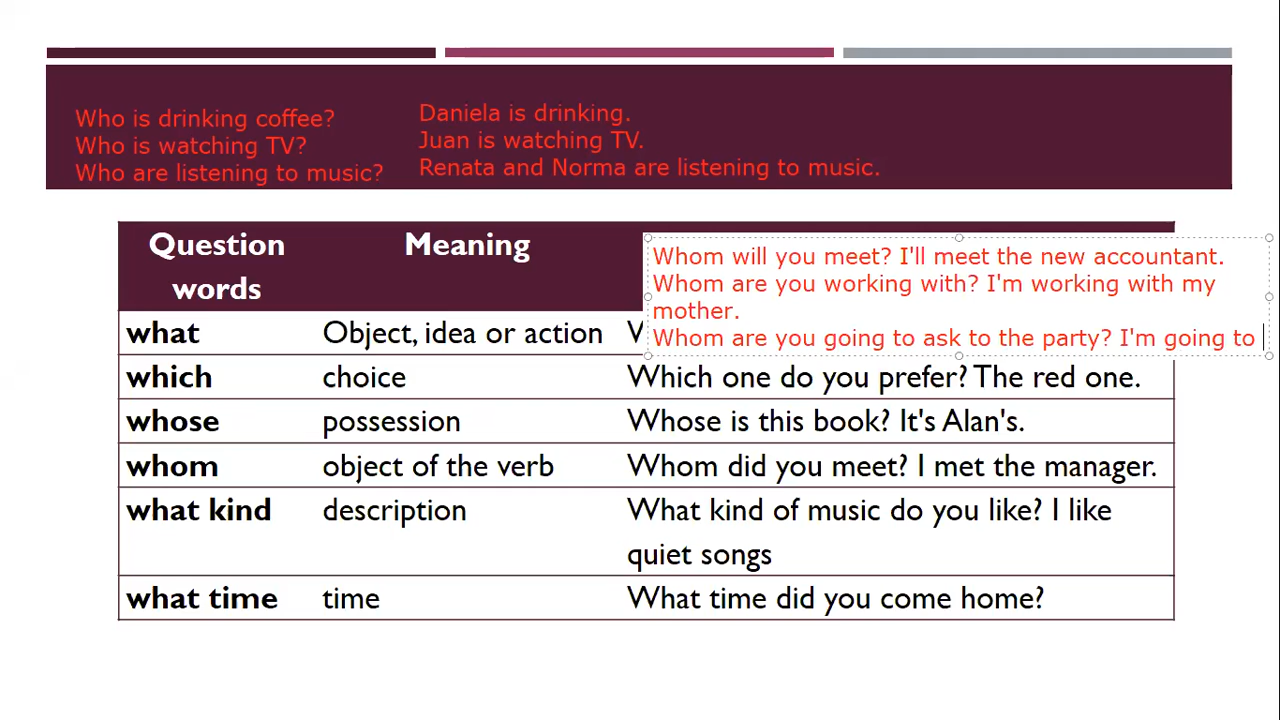 Who is drinking coffee?
Who is watching TV?
Who are listening to music?
Daniela is drinking.
Juan is watching TV.
Renata and Norma are listening to music.
Question words
Meaning
Whom will you meet? I'll meet the new accountant.
Whom are you working with? I'm working with my
mother.
Whom are you going to ask to the party? I'm going to
what
Object, idea or action
which
choice
Which one do you prefer? The red one.
whose
possession
Whose is this book? It's Alan's.
whom
object of the verb
Whom did you meet? I met the manager.
what kind
description
What kind of music do you like? I like
quiet songs
what time
time
What time did you come home?